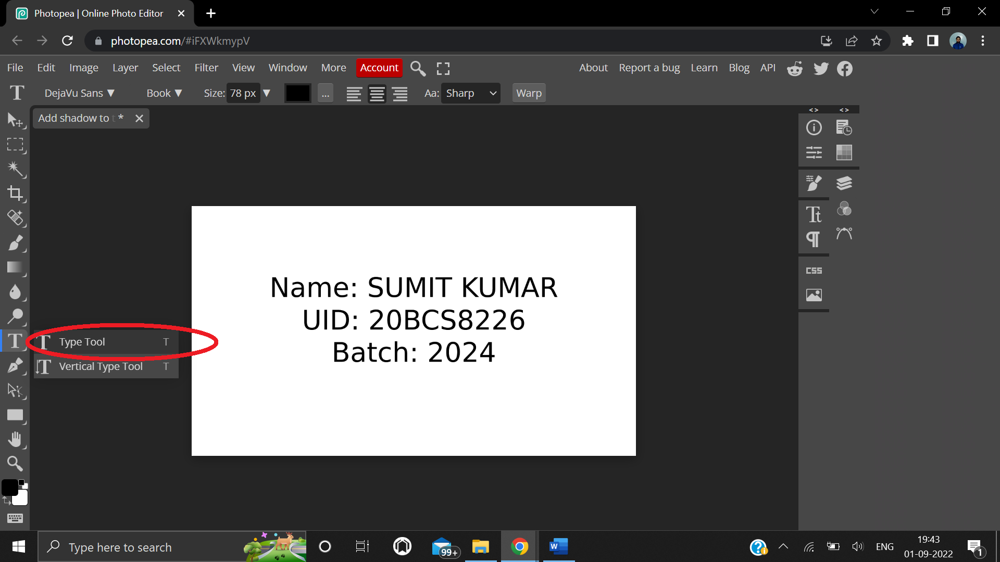 Photopea | Online Photo Editor
photopea.com/#iFXWkmypV
File Edit Image Layer Select Filter View Window More Account About Report a bug Learn Blog API
T DejaVu Sans Book Size: 78 px ... Aa: Sharp Warp
Add shadow to t *
Name: SUMIT KUMAR
UID: 20BCS8226
Batch: 2024
T Type Tool T
T Vertical Type Tool T
CSS
Type here to search
99+
W
ENG
19:43
01-09-2022
1